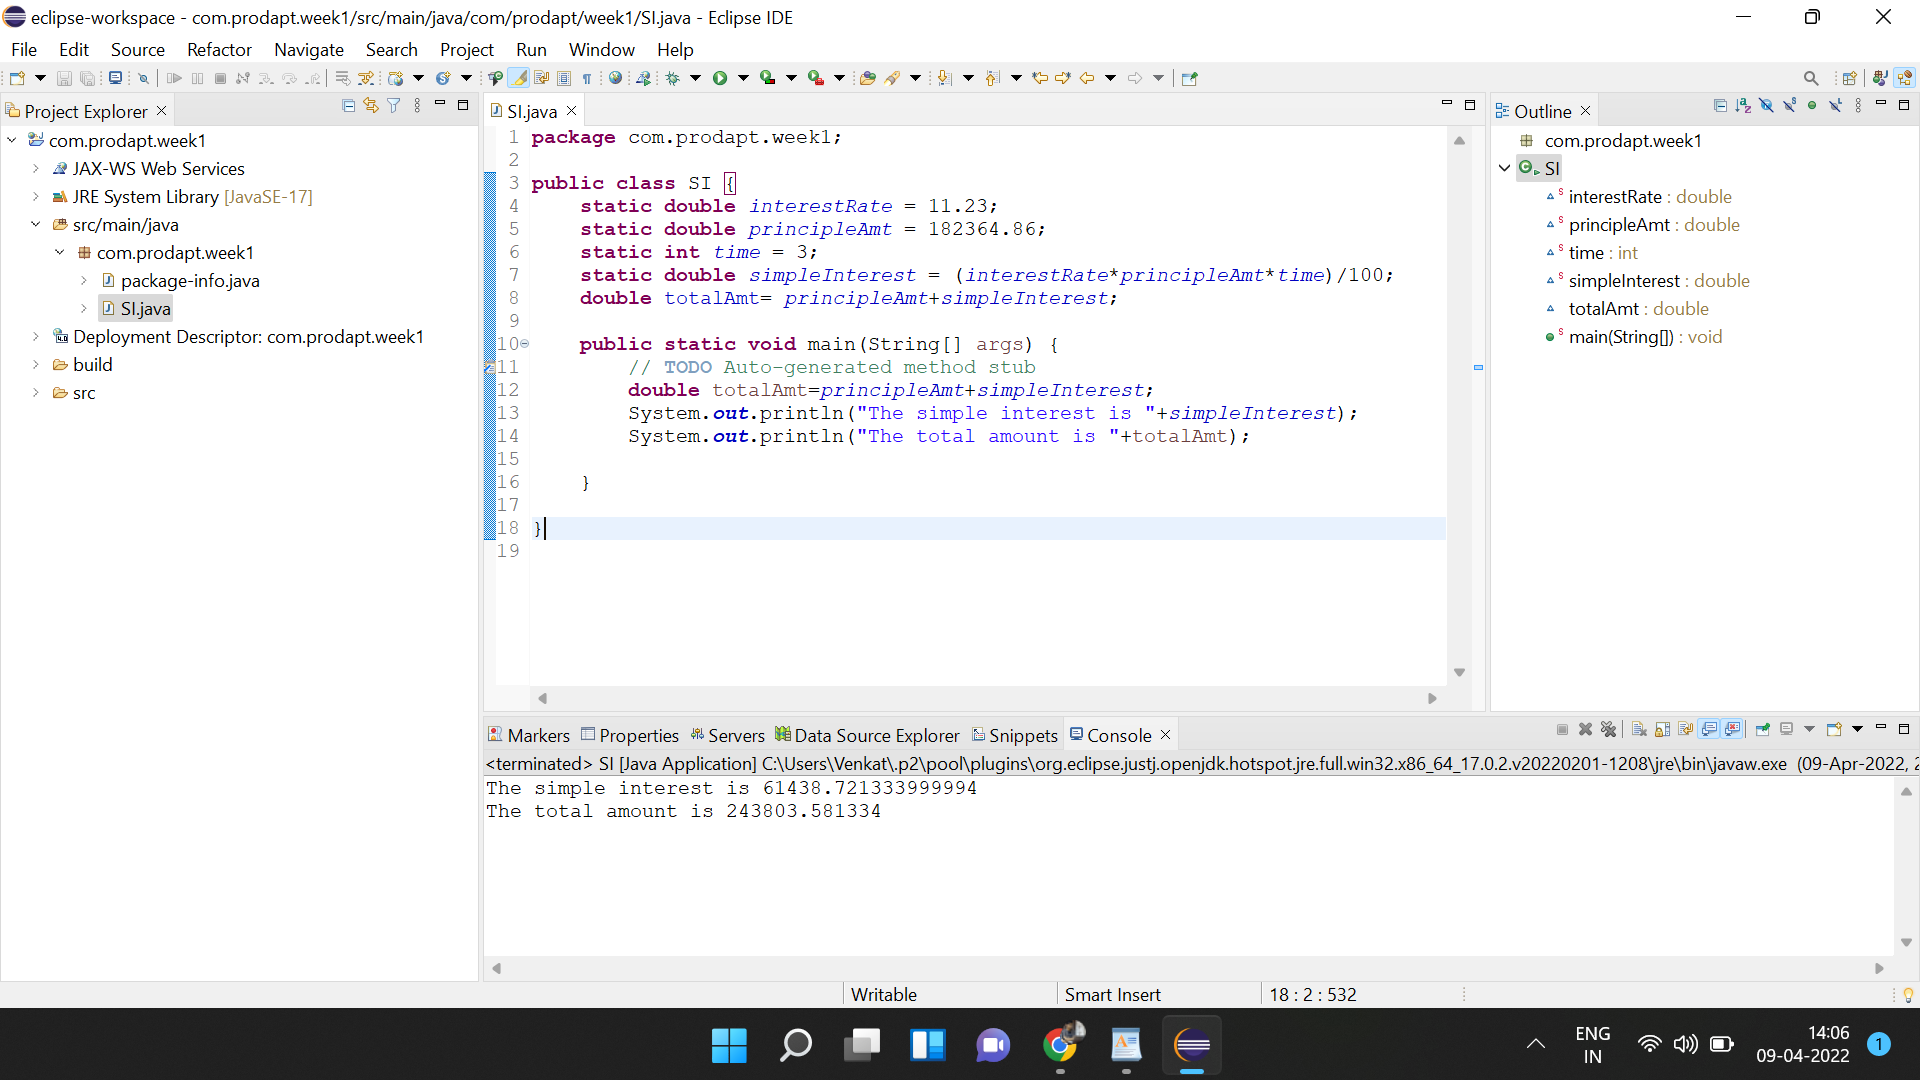 eclipse-workspace - com.prodapt.week1/src/main/java/com/prodapt/week1/SI.java - Eclipse IDE
File Edit Source Refactor Navigate Search Project Run Window Help
Project Explorer
com.prodapt.week1
JAX-WS Web Services
JRE System Library [JavaSE-17]
src/main/java
com.prodapt.week1
package-info.java
SI.java
Deployment Descriptor: com.prodapt.week1
build
src
SI.java
1 package com.prodapt.week1;
2
3 public class SI {
4     static double interestRate = 11.23;
5     static double principleAmt = 182364.86;
6     static int time = 3;
7     static double simpleInterest = (interestRate*principleAmt*time)/100;
8     double totalAmt= principleAmt+simpleInterest;
9
10     public static void main(String[] args) {
11         // TODO Auto-generated method stub
12         double totalAmt=principleAmt+simpleInterest;
13         System.out.println("The simple interest is "+simpleInterest);
14         System.out.println("The total amount is "+totalAmt);
15
16     }
17
18 }
19
Outline
com.prodapt.week1
SI
interestRate : double
principleAmt : double
time : int
simpleInterest : double
totalAmt : double
main(String[]) : void
Markers Properties Servers Data Source Explorer Snippets Console
<terminated> SI [Java Application] C:\Users\Venkat\.p2\pool\plugins\org.eclipse.justj.openjdk.hotspot.jre.full.win32.x86_64_17.0.2.v20220201-1208\jre\bin\javaw.exe (09-Apr-2022, 2
The simple interest is 61438.721333999994
The total amount is 243803.581334
Writable Smart Insert 18 : 2 : 532
ENG
IN
14:06
09-04-2022
1